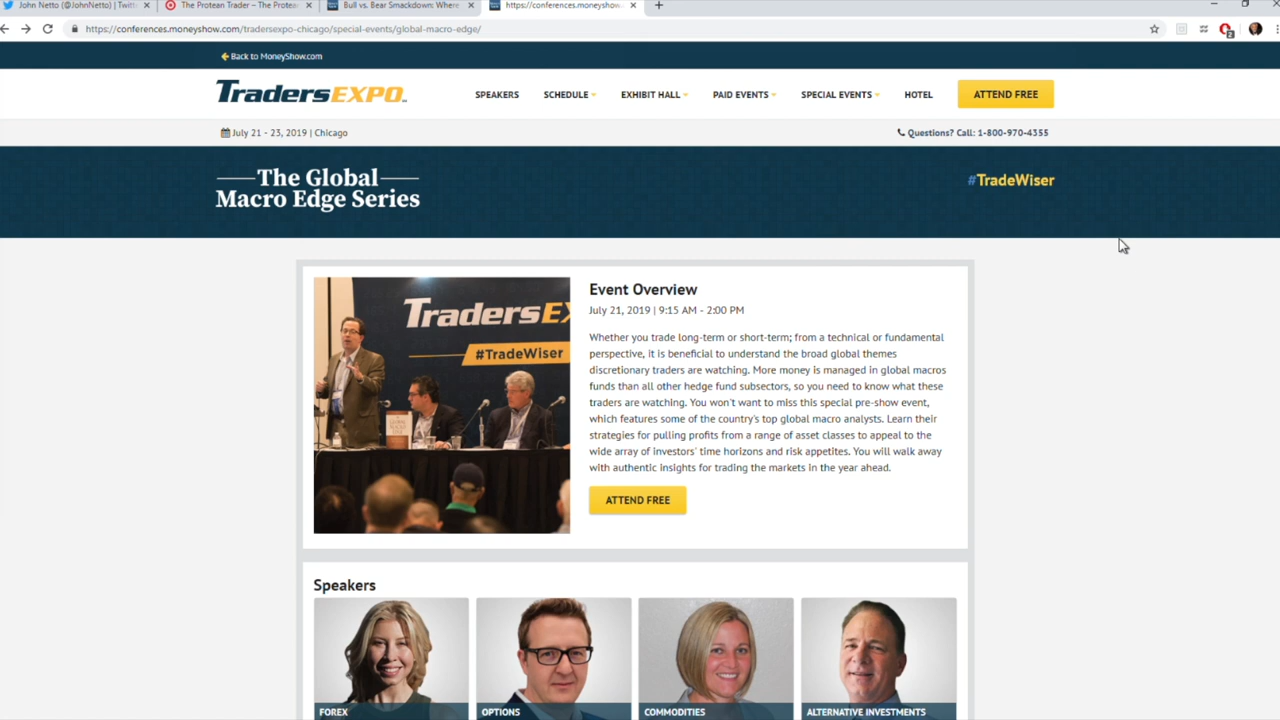 John Netto (@JohnNetto) | Twitt
The Protean Trader – The Protea
Bull vs. Bear Smackdown: Where
https://conferences.moneyshow.
https://conferences.moneyshow.com/tradersexpo-chicago/special-events/global-macro-edge/
2
Back to MoneyShow.com
TradersEXPO
SPEAKERS
SCHEDULE
EXHIBIT HALL
PAID EVENTS
SPECIAL EVENTS
HOTEL
ATTEND FREE
July 21 - 23, 2019 | Chicago
Questions? Call: 1-800-970-4355
The Global
Macro Edge Series
#TradeWiser
TradersEX
#TradeWiser
Event Overview
July 21, 2019 | 9:15 AM - 2:00 PM
Whether you trade long-term or short-term; from a technical or fundamental
perspective, it is beneficial to understand the broad global themes
discretionary traders are watching. More money is managed in global macros
funds than all other hedge fund subsectors, so you need to know what these
traders are watching. You won't want to miss this special pre-show event,
which features some of the country's top global macro analysts. Learn their
strategies for pulling profits from a range of asset classes to appeal to the
wide array of investors' time horizons and risk appetites. You will walk away
with authentic insights for trading the markets in the year ahead.
ATTEND FREE
Speakers
FOREX
OPTIONS
COMMODITIES
ALTERNATIVE INVESTMENTS